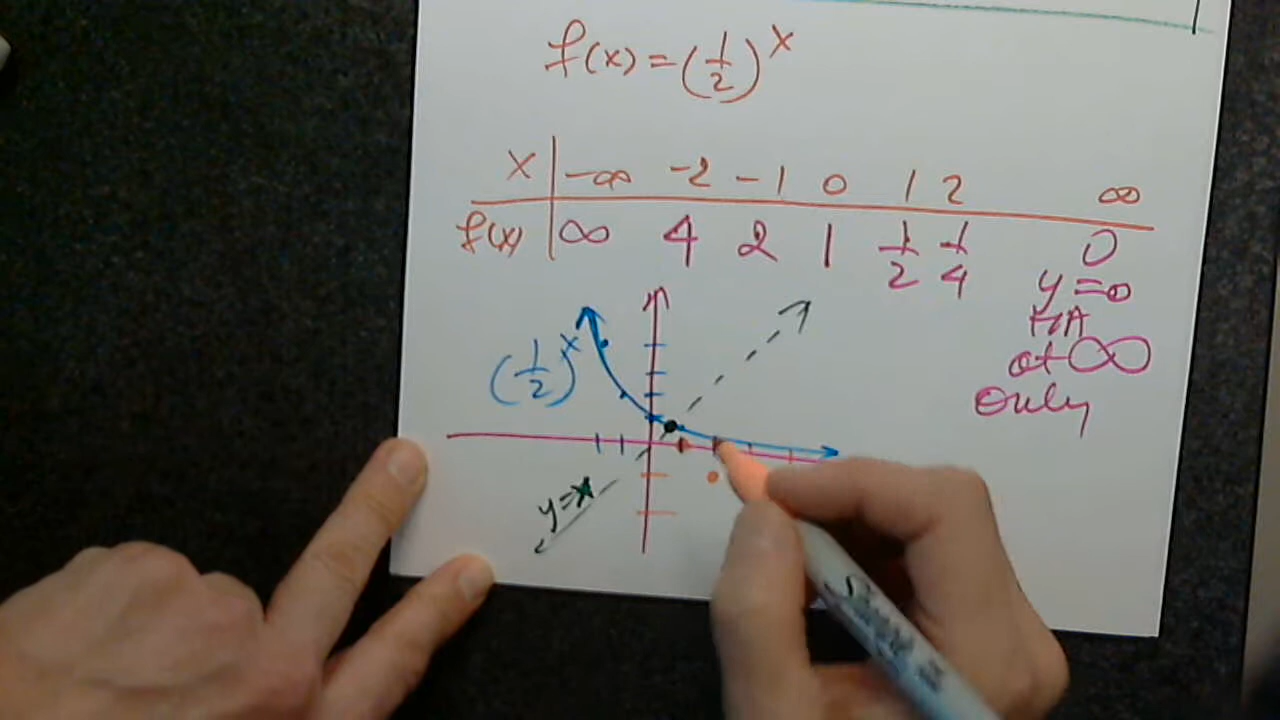 f(x) = (1/2)^x
x | -∞ -2 -1 0 1 2 ∞
f(x) | ∞ 4 2 1 1/2 1/4 0
y=0
HA
at ∞
only
(1/2)^x
y=x